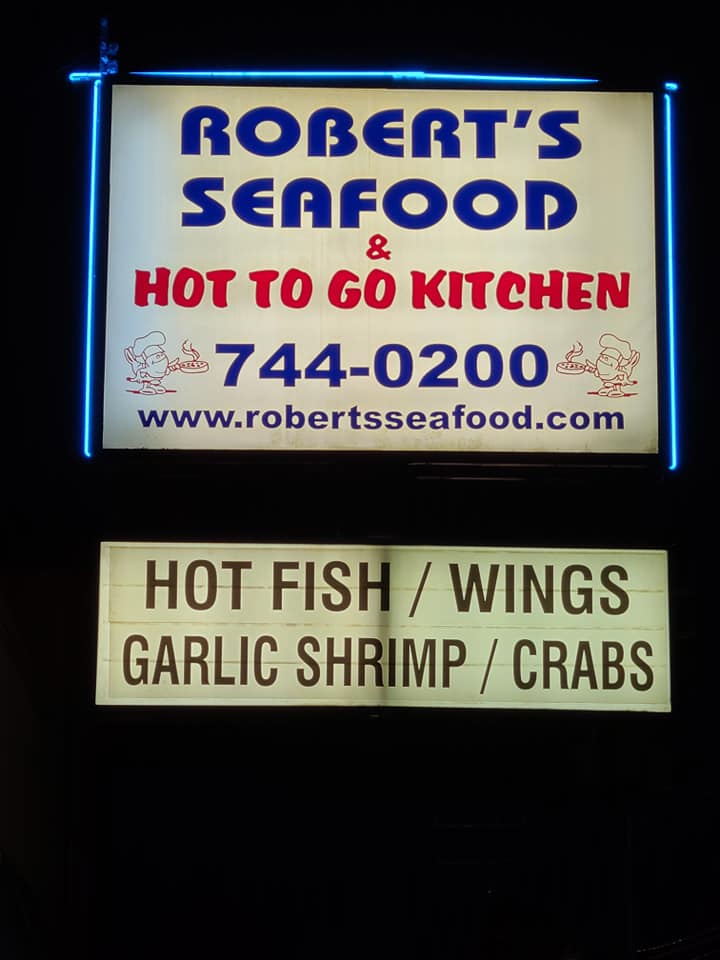 ROBERT'S
SEAFOOD
&
HOT TO GO KITCHEN
744-0200
www.robertsseafood.com
HOT FISH / WINGS
GARLIC SHRIMP / CRABS